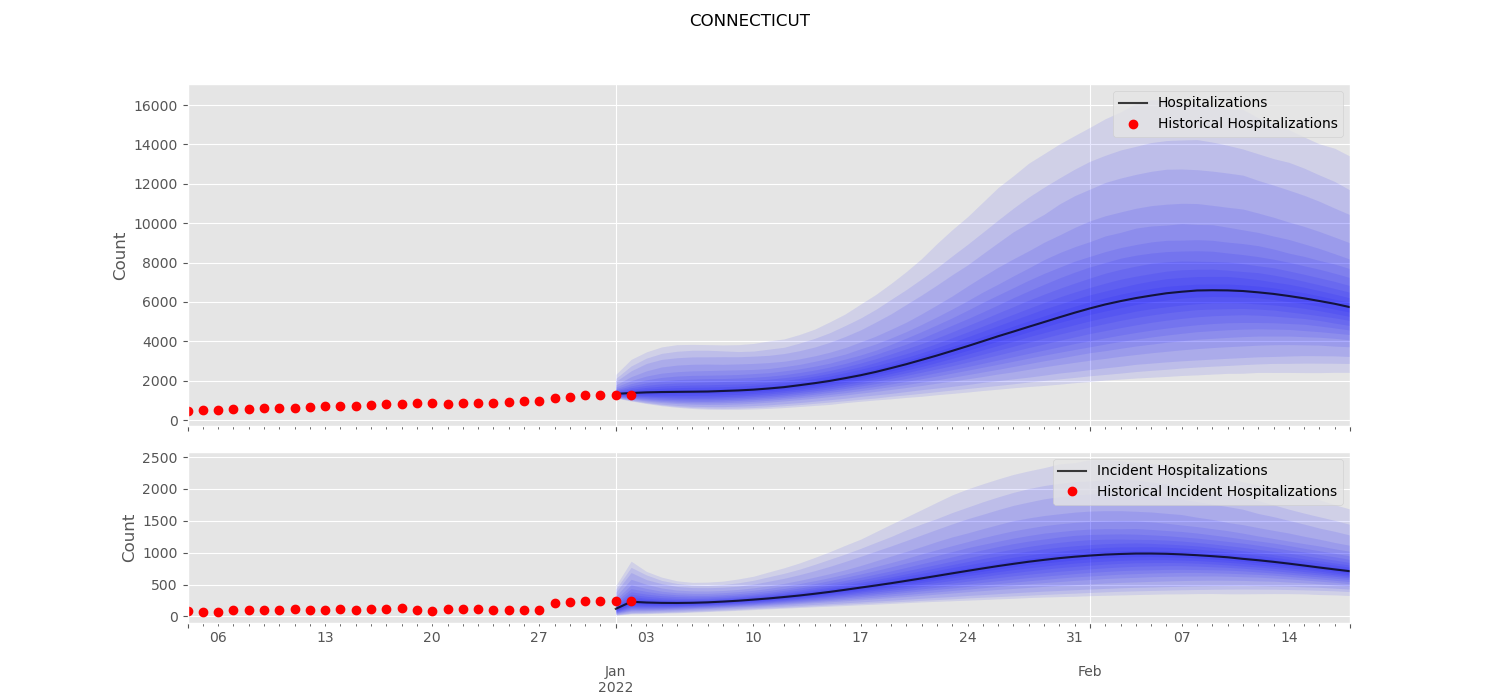 CONNECTICUT
16000
14000
12000
10000
8000
6000
4000
2000
0
Count
Hospitalizations
Historical Hospitalizations
2500
2000
1500
1000
500
0
Count
Incident Hospitalizations
Historical Incident Hospitalizations
06 13 20 27 03 10 17 24 31 07 14
Jan Feb
2022